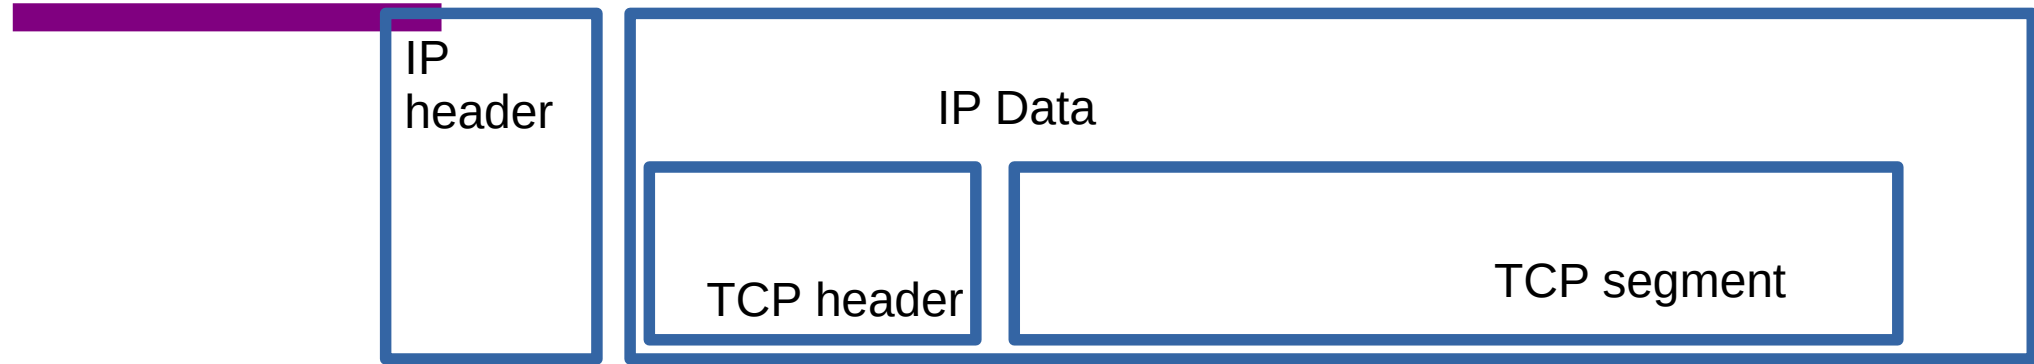 IP
header
IP Data
TCP header
TCP segment